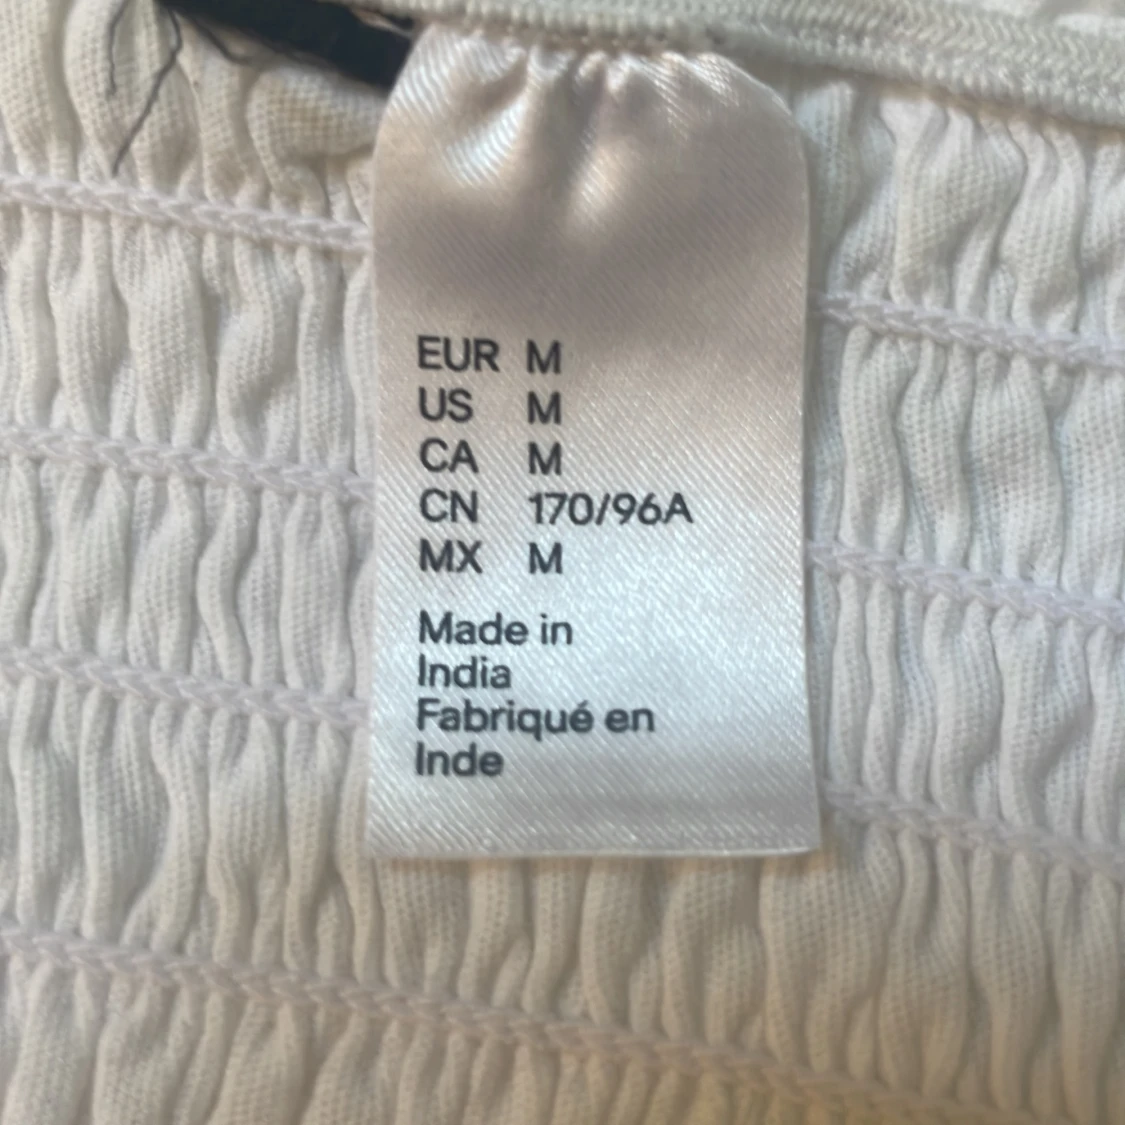 EUR M
US M
CA M
CN 170/96A
MX M
Made in
India
Fabriqué en
Inde